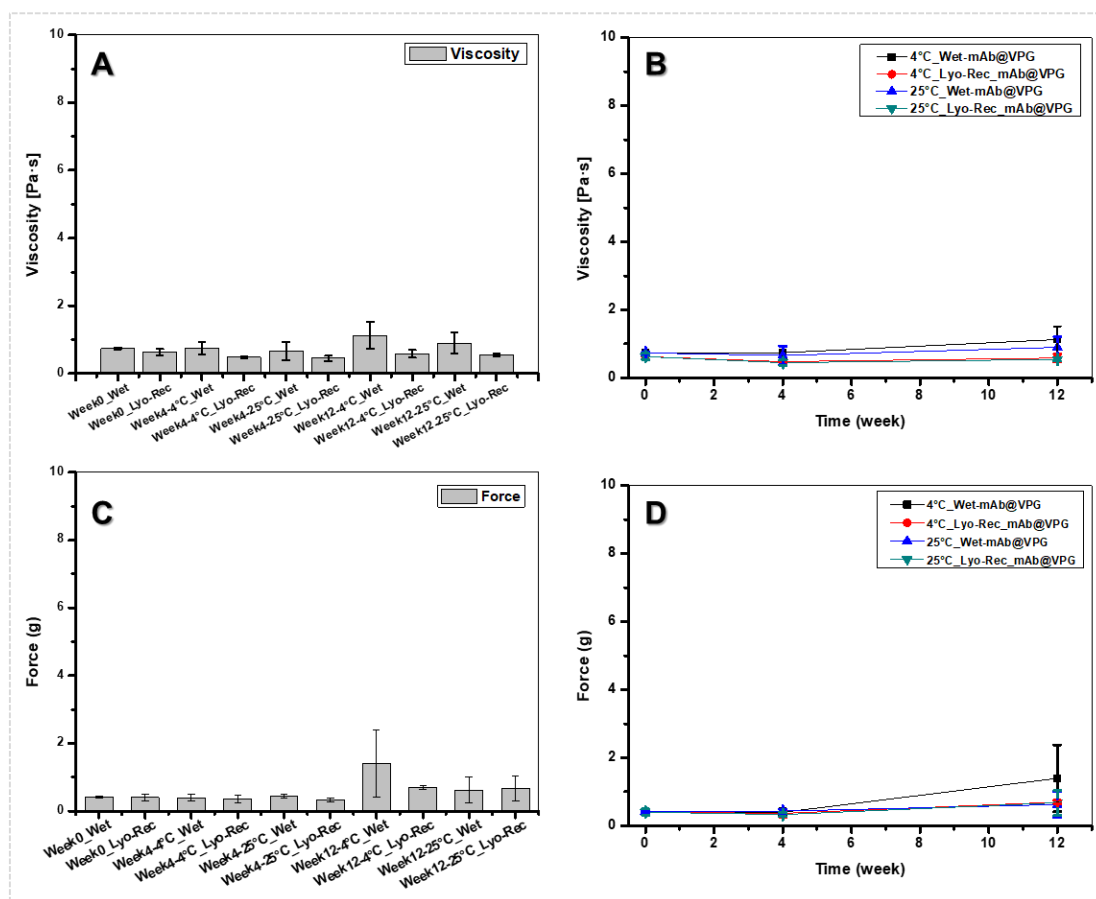 A
Viscosity
10
8
6
4
2
0
Viscosity [Pa·s]
Week0_Wet
Week0_Lyo-Rec
Week4-4°C_Wet
Week4-4°C_Lyo-Rec
Week4-25°C_Wet
Week4-25°C_Lyo-Rec
Week12-4°C_Wet
Week12-4°C_Lyo-Rec
Week12-25°C_Wet
Week12-25°C_Lyo-Rec
B
4°C_Wet-mAb@VPG
4°C_Lyo-Rec_mAb@VPG
25°C_Wet-mAb@VPG
25°C_Lyo-Rec_mAb@VPG
10
8
6
4
2
0
Viscosity [Pa·s]
0 2 4 6 8 10 12
Time (week)
C
Force
10
8
6
4
2
0
Force (g)
Week0_Wet
Week0_Lyo-Rec
Week4-4°C_Wet
Week4-4°C_Lyo-Rec
Week4-25°C_Wet
Week4-25°C_Lyo-Rec
Week12-4°C_Wet
Week12-4°C_Lyo-Rec
Week12-25°C_Wet
Week12-25°C_Lyo-Rec
D
4°C_Wet-mAb@VPG
4°C_Lyo-Rec_mAb@VPG
25°C_Wet-mAb@VPG
25°C_Lyo-Rec_mAb@VPG
10
8
6
4
2
0
Force (g)
0 2 4 6 8 10 12
Time (week)